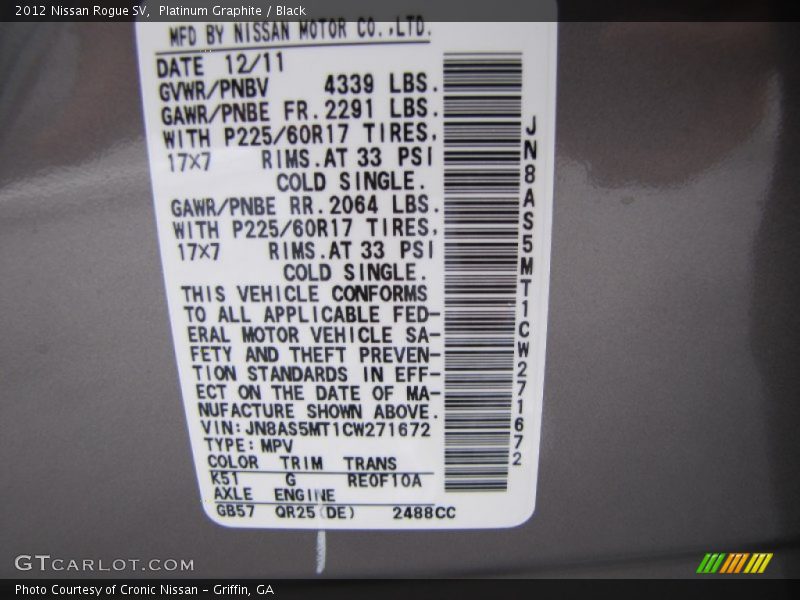 2012 Nissan Rogue SV,  Platinum Graphite / Black
MFD BY NISSAN MOTOR CO.,LTD.
DATE 12/11
GVWR/PNBV 4339 LBS.
GAWR/PNBE FR. 2291 LBS.
WITH P225/60R17 TIRES,
17X7 RIMS.AT 33 PSI
COLD SINGLE.
GAWR/PNBE RR. 2064 LBS.
WITH P225/60R17 TIRES,
17X7 RIMS.AT 33 PSI
COLD SINGLE.
THIS VEHICLE CONFORMS
TO ALL APPLICABLE FED-
ERAL MOTOR VEHICLE SA-
FETY AND THEFT PREVEN-
TION STANDARDS IN EFF-
ECT ON THE DATE OF MA-
NUFACTURE SHOWN ABOVE.
VIN:JN8AS5MT1CW271672
TYPE:MPV
COLOR TRIM TRANS
K51 G RE0F10A
AXLE ENGINE
GB57 QR25(DE) 2488CC
JN8AS5MT1CW271672
GTCARLOT.COM
Photo Courtesy of Cronic Nissan – Griffin, GA